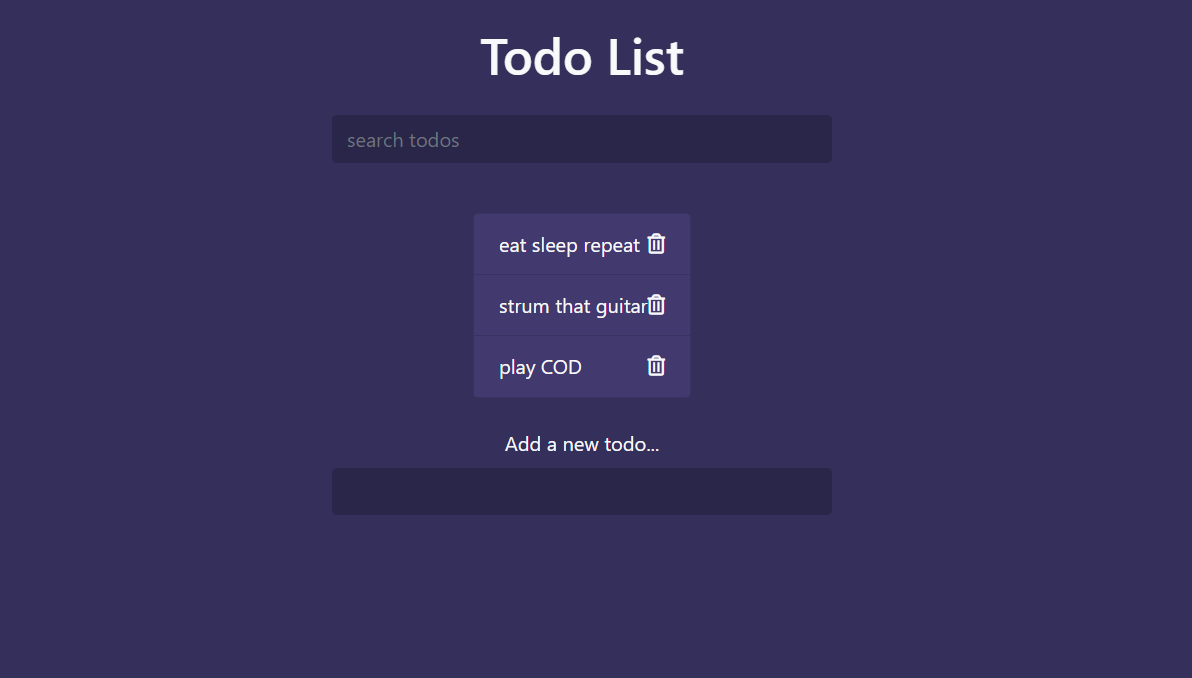 Todo List
search todos
eat sleep repeat
strum that guitar
play COD
Add a new todo...